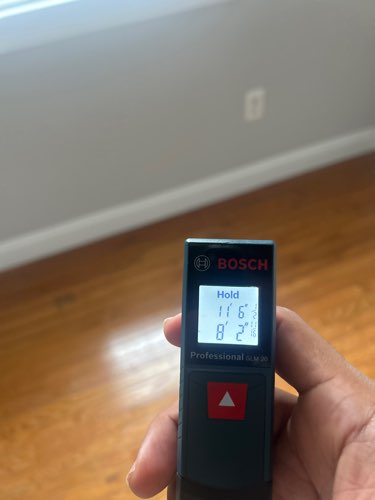 BOSCH
Hold
11' 6"
8' 2"
Professional GLM 20